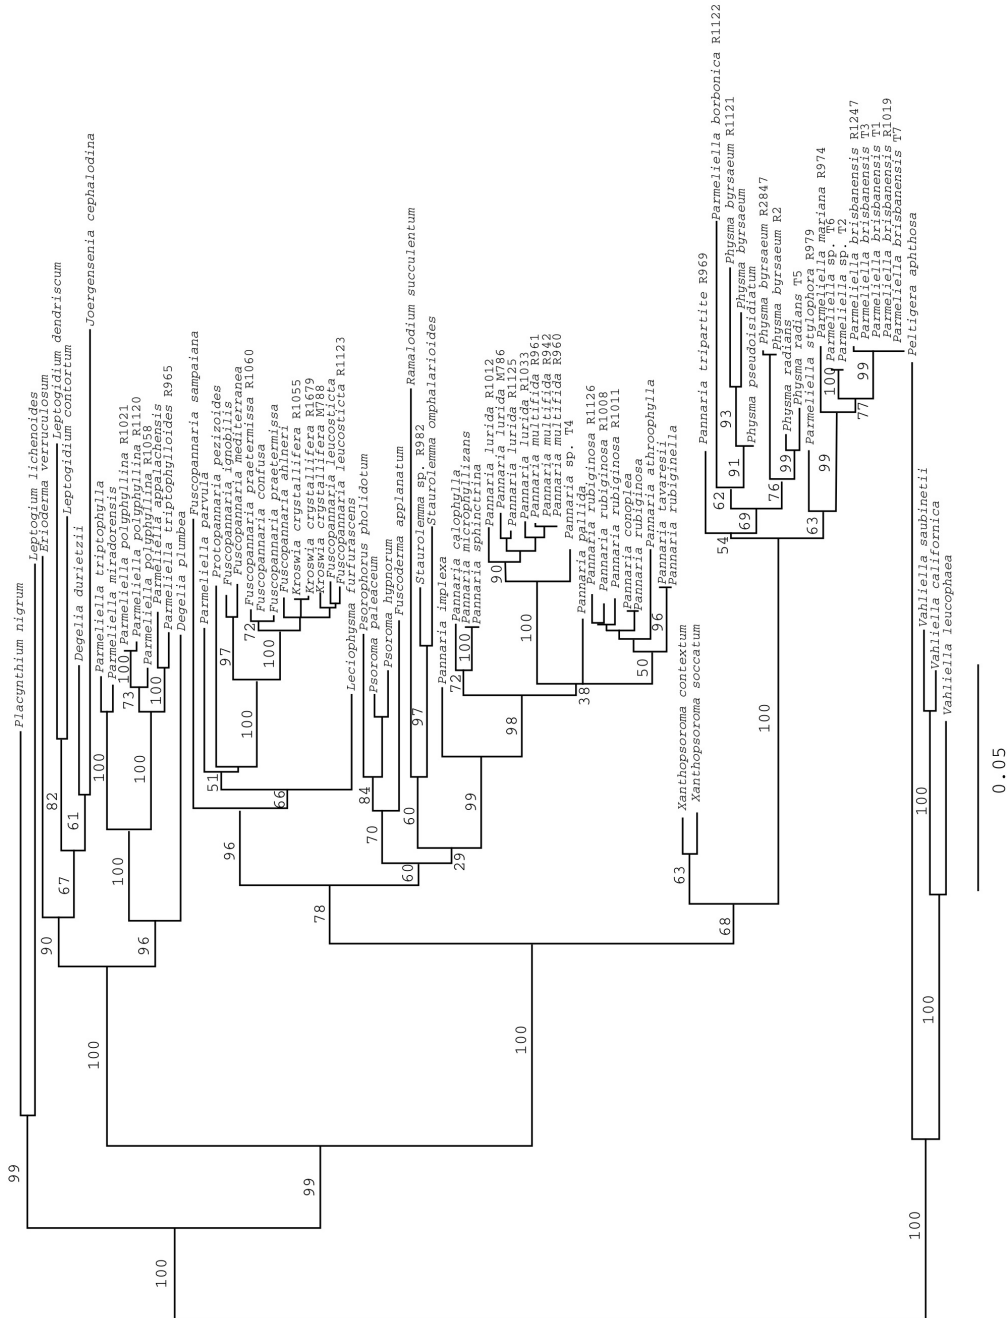 Placynthium nigrum
Leptogium lichenoides
Erioderma verruculosum
Leptogidium dendriscum
Leptogidium contortum
Degelia durietzii
Joergensenia cephalodina
Parmeliella triptophylla
Parmeliella miradorensis
Parmeliella polyphyllina R1021
Parmeliella polyphyllina R1120
Parmeliella polyphyllina R1058
Parmeliella appalachensis
Parmeliella triptophylloides R965
Degelia plumbea
Fuscopannaria sampaiana
Parmeliella parvula
Protopannaria pezizoides
Fuscopannaria ignobilis
Fuscopannaria mediterranea
Fuscopannaria praetermissa R1060
Fuscopannaria confusa
Fuscopannaria praetermissa
Fuscopannaria ahlneri
Kroswia crystallifera R1055
Kroswia crystallifera R1679
Kroswia crystallifera M788
Fuscopannaria leucosticta
Fuscopannaria leucosticta R1123
Leciophysma furfurascens
Psorophorus pholidotum
Psoroma paleaceum
Psoroma hypnorum
Fuscoderma applanatum
Ramalodium succulentum
Staurolemma sp. R982
Staurolemma omphalarioides
Pannaria implexa
Pannaria calophylla
Pannaria microphyllizans
Pannaria sphinctrina
Pannaria lurida R1012
Pannaria lurida M786
Pannaria lurida R1125
Pannaria lurida R1033
Pannaria multifida R961
Pannaria multifida R942
Pannaria multifida R960
Pannaria sp. T4
Pannaria pallida
Pannaria rubiginosa R1126
Pannaria rubiginosa R1008
Pannaria rubiginosa R1011
Pannaria conoplea
Pannaria rubiginosa
Pannaria athroophylla
Pannaria tavaresii
Pannaria rubiginella
Xanthopsoroma contextum
Xanthopsoroma soccatum
Pannaria tripartite R969
Parmeliella borbonica R1122
Physma byrsaeum R1121
Physma byrsaeum
Physma pseudoisidiatum
Physma byrsaeum R2847
Physma byrsaeum R2
Physma radians
Physma radians T5
Parmeliella stylophora R979
Parmeliella mariana R974
Parmeliella sp. T6
Parmeliella sp. T2
Parmeliella brisbanensis R1247
Parmeliella brisbanensis T3
Parmeliella brisbanensis T1
Parmeliella brisbanensis R1019
Parmeliella brisbanensis T7
Peltigera aphthosa
Vahliella saubinetii
Vahliella californica
Vahliella leucophaea
99
100
99
100
90
82
67
61
96
100
100
73
100
100
100
78
96
66
51
100
97
72
100
60
70
84
60
97
29
99
98
72
100
38
100
90
50
96
68
63
100
54
62
69
91
93
76
99
63
99
100
77
99
100
100
100
0.05